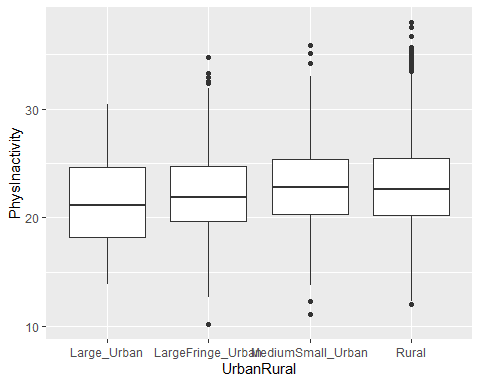 PhysInactivity
30
20
10
Large_Urban
LargeFringe_Urban
MediumSmall_Urban
Rural
UrbanRural